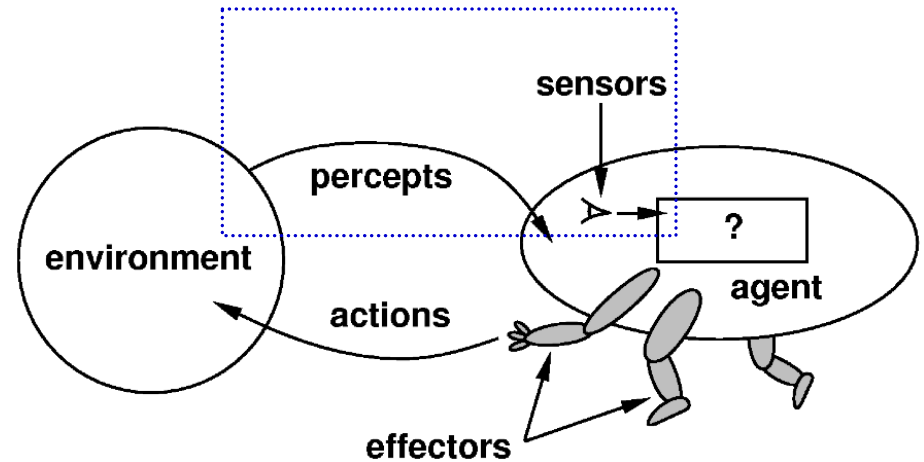 sensors
percepts
?
environment
agent
actions
effectors